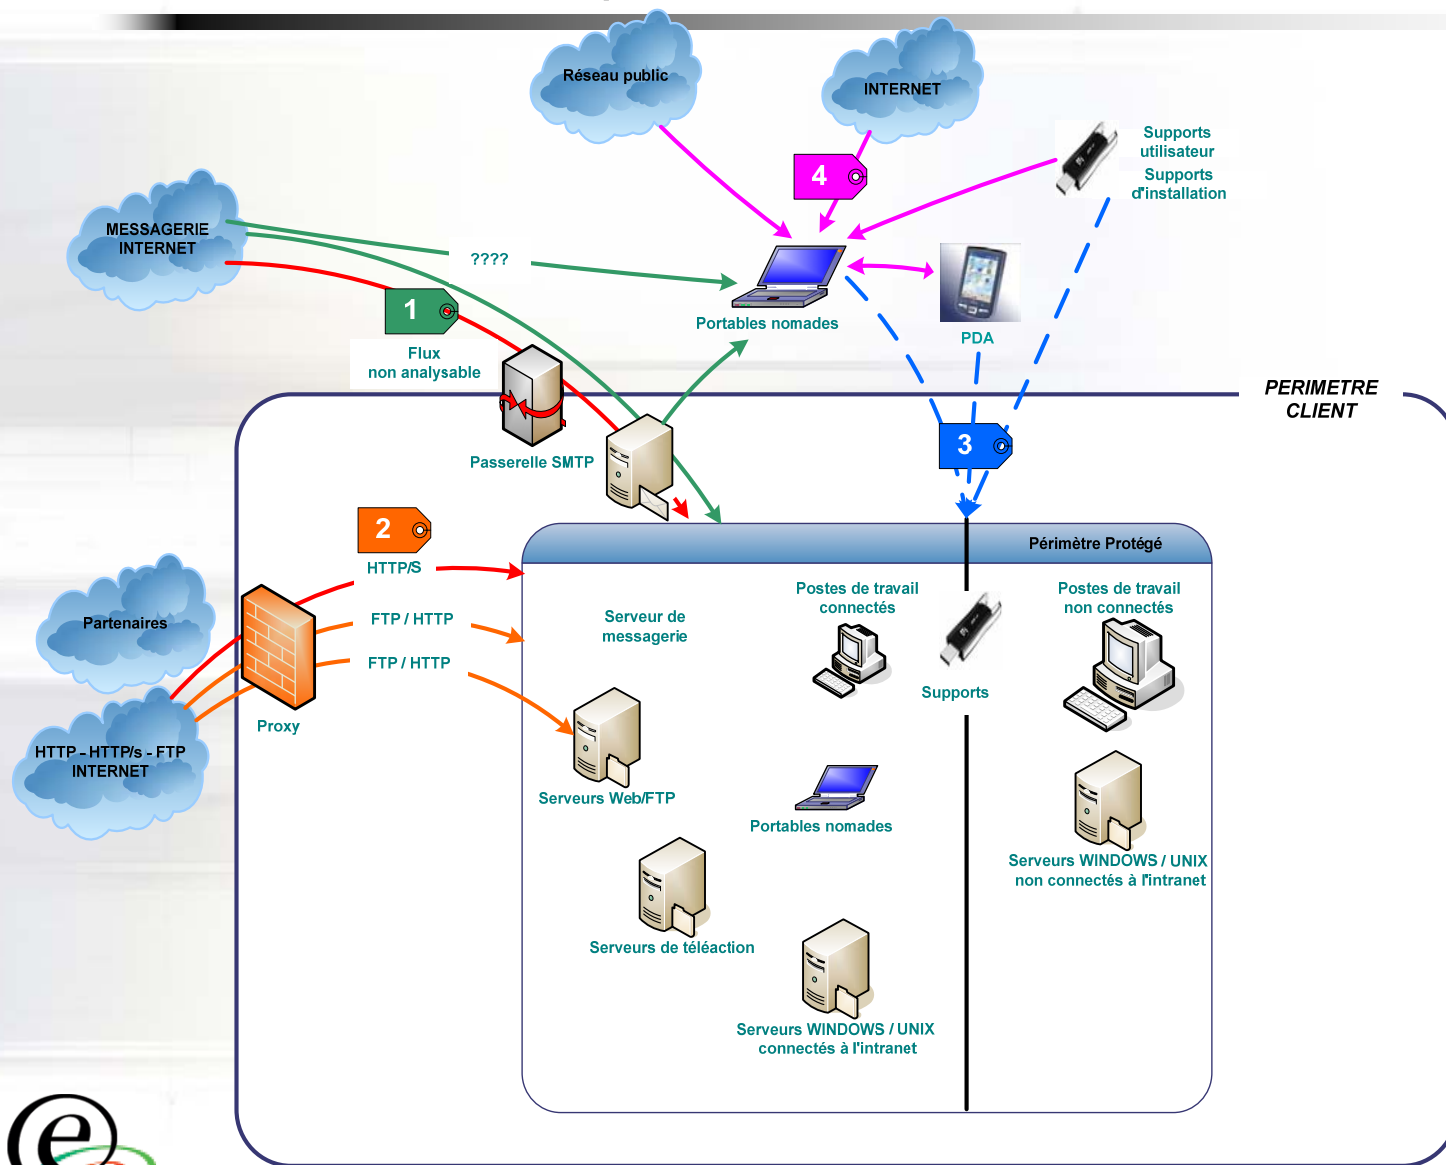 Réseau public
INTERNET
Supports
utilisateur
Supports
d'installation
4
MESSAGERIE
INTERNET
????
1
Flux
non analysable
Portables nomades
PDA
PERIMETRE
CLIENT
Passerelle SMTP
3
2
HTTP/S
Périmètre Protégé
Partenaires
FTP / HTTP
FTP / HTTP
Proxy
HTTP - HTTP/s - FTP
INTERNET
Serveur de
messagerie
Postes de travail
connectés
Postes de travail
non connectés
Supports
Serveurs Web/FTP
Portables nomades
Serveurs WINDOWS / UNIX
non connectés à l'intranet
Serveurs de téléaction
Serveurs WINDOWS / UNIX
connectés à l'intranet
e